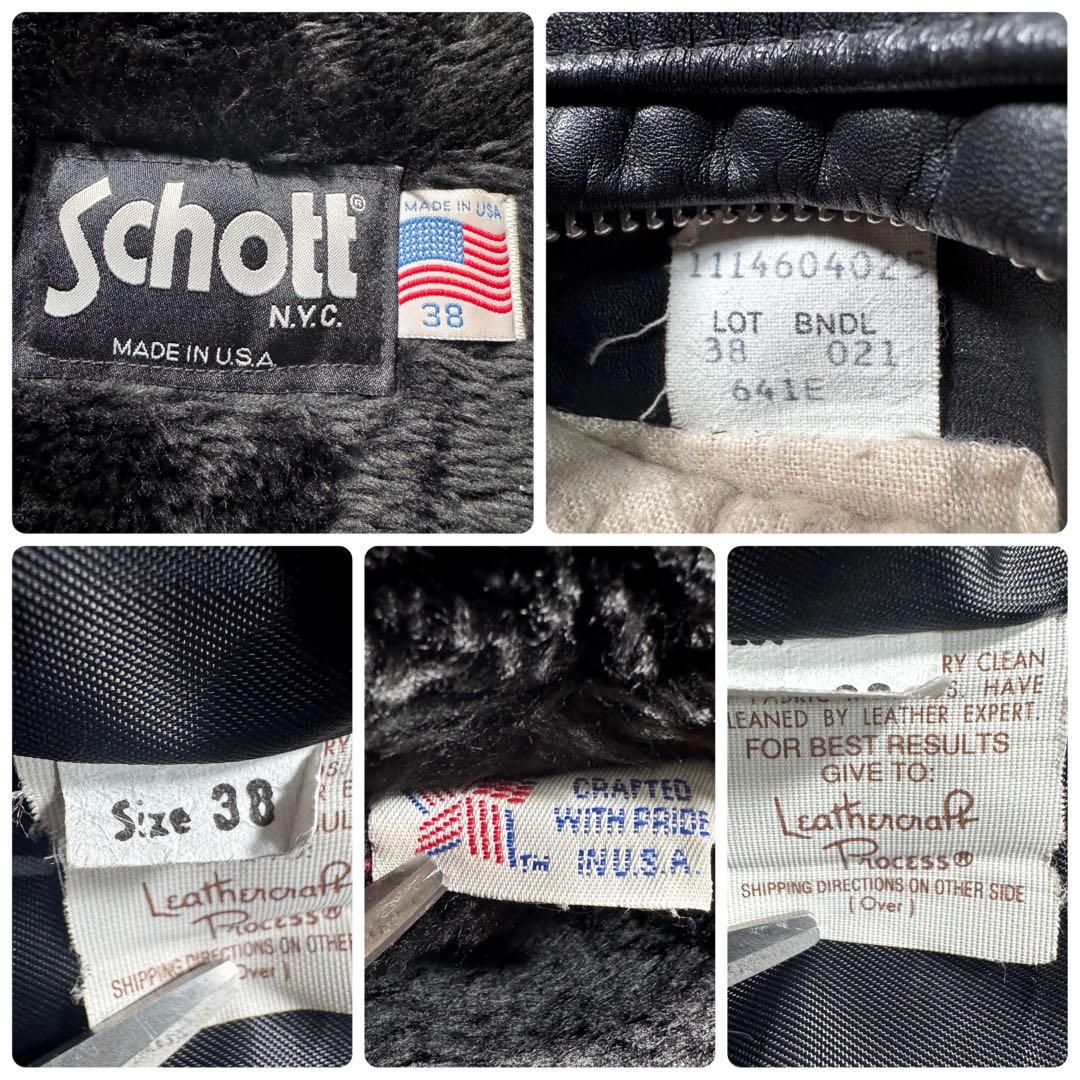 Schott®
N.Y.C.
MADE IN U.S.A.
MADE IN USA
38
1114604025
LOT BNDL
38 021
641E
Size 38
Leathercraft
Process®
SHIPPING DIRECTIONS ON OTHER
(Over)
TM
CRAFTED
WITH PRIDE
IN U.S.A.
RY CLEAN
HAVE
LEANED BY LEATHER EXPERT.
FOR BEST RESULTS
GIVE TO:
Leathercraft
Process®
SHIPPING DIRECTIONS ON OTHER SIDE
(Over)